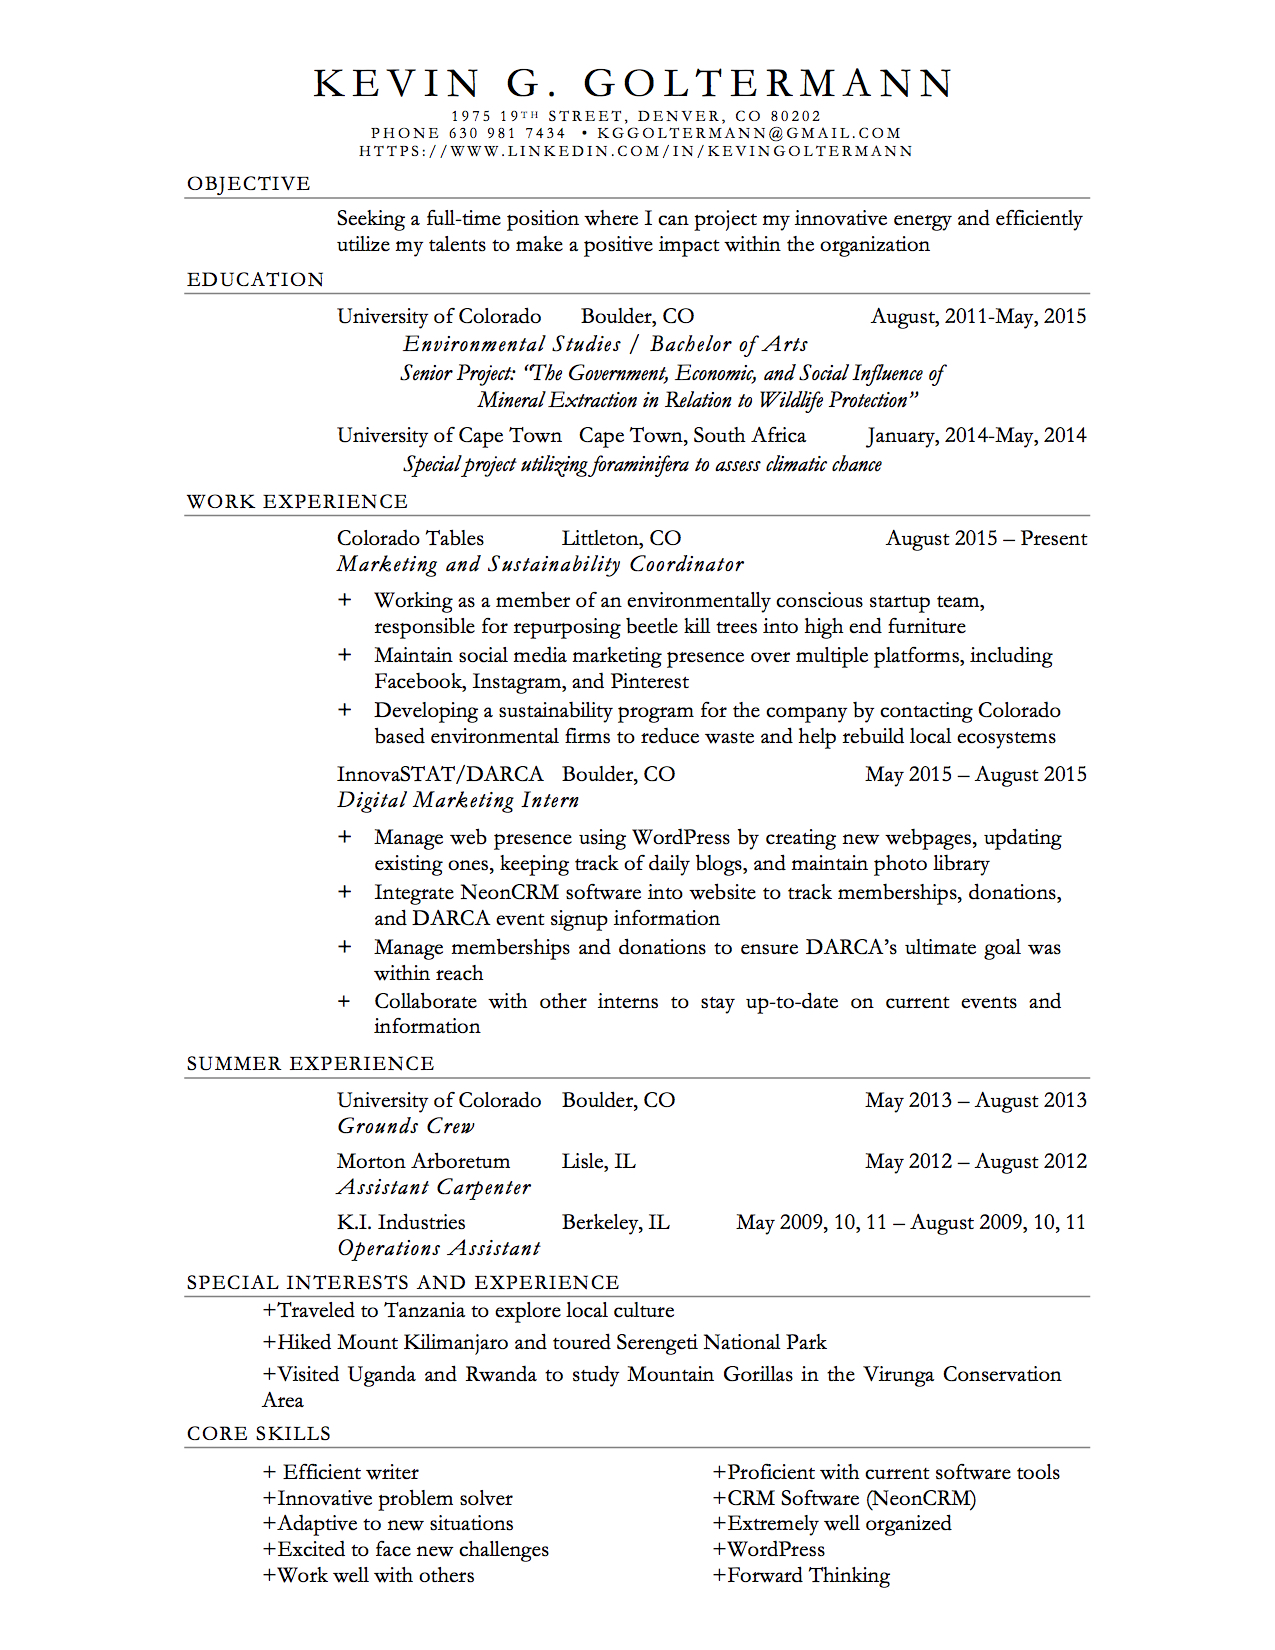 KEVIN G. GOLTERMANN
1975 19TH STREET, DENVER, CO 80202
PHONE 630 981 7434 • KGGOLTERMANN@GMAIL.COM
HTTPS://WWW.LINKEDIN.COM/IN/KEVINGOLTERMANN
OBJECTIVE
Seeking a full-time position where I can project my innovative energy and efficiently
utilize my talents to make a positive impact within the organization
EDUCATION
University of Colorado Boulder, CO August, 2011-May, 2015
Environmental Studies / Bachelor of Arts
Senior Project: “The Government, Economic, and Social Influence of
Mineral Extraction in Relation to Wildlife Protection”
University of Cape Town Cape Town, South Africa January, 2014-May, 2014
Special project utilizing foraminifera to assess climatic chance
WORK EXPERIENCE
Colorado Tables Littleton, CO August 2015 – Present
Marketing and Sustainability Coordinator
+ Working as a member of an environmentally conscious startup team,
responsible for repurposing beetle kill trees into high end furniture
+ Maintain social media marketing presence over multiple platforms, including
Facebook, Instagram, and Pinterest
+ Developing a sustainability program for the company by contacting Colorado
based environmental firms to reduce waste and help rebuild local ecosystems
InnovaSTAT/DARCA Boulder, CO May 2015 – August 2015
Digital Marketing Intern
+ Manage web presence using WordPress by creating new webpages, updating
existing ones, keeping track of daily blogs, and maintain photo library
+ Integrate NeonCRM software into website to track memberships, donations,
and DARCA event signup information
+ Manage memberships and donations to ensure DARCA’s ultimate goal was
within reach
+ Collaborate with other interns to stay up-to-date on current events and
information
SUMMER EXPERIENCE
University of Colorado Boulder, CO May 2013 – August 2013
Grounds Crew
Morton Arboretum Lisle, IL May 2012 – August 2012
Assistant Carpenter
K.I. Industries Berkeley, IL May 2009, 10, 11 – August 2009, 10, 11
Operations Assistant
SPECIAL INTERESTS AND EXPERIENCE
+Traveled to Tanzania to explore local culture
+Hiked Mount Kilimanjaro and toured Serengeti National Park
+Visited Uganda and Rwanda to study Mountain Gorillas in the Virunga Conservation
Area
CORE SKILLS
+ Efficient writer
+Innovative problem solver
+Adaptive to new situations
+Excited to face new challenges
+Work well with others
+Proficient with current software tools
+CRM Software (NeonCRM)
+Extremely well organized
+WordPress
+Forward Thinking